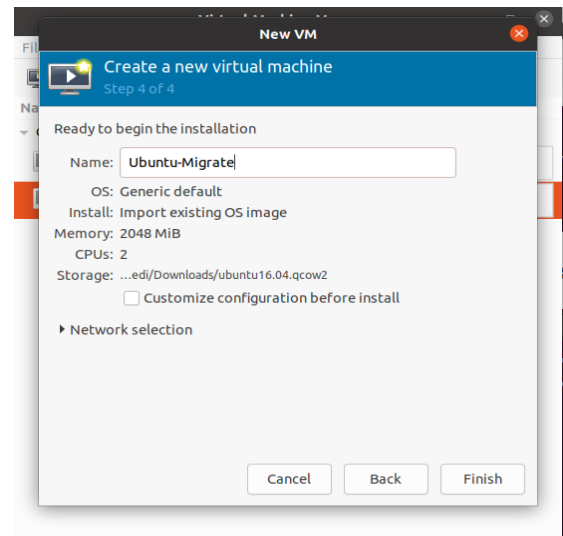 New VM
Fil
Create a new virtual machine
Step 4 of 4
Na
Ready to begin the installation
Name: Ubuntu-Migrate
OS: Generic default
Install: Import existing OS image
Memory: 2048 MiB
CPUs: 2
Storage: ...edi/Downloads/ubuntu16.04.qcow2
Customize configuration before install
Network selection
Cancel Back Finish